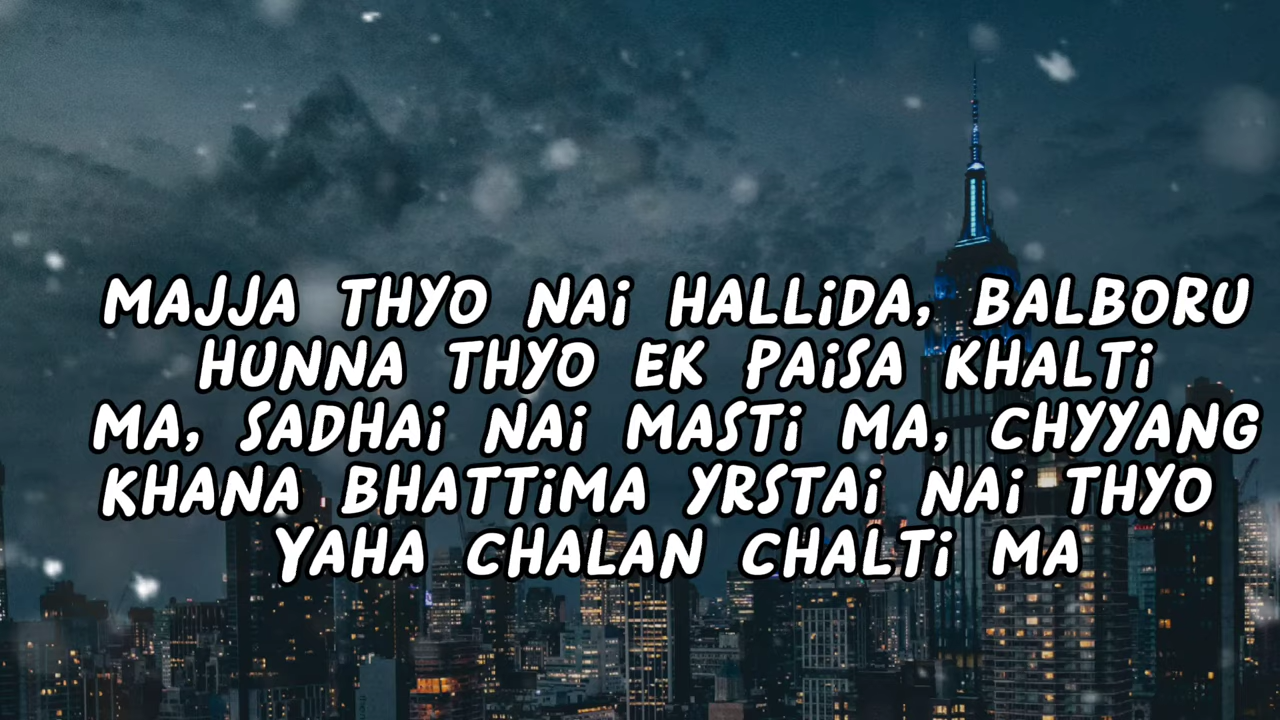 MAJJA THYO NAi HALLiDA, BALBORU
HUNNA THYO EK PAiSA KHALTi
MA, SADHAi NAi MASTi MA, CHYYANG
KHANA BHATTiMA YRSTAi NAi THYO
YAHA CHALAN CHALTi MA